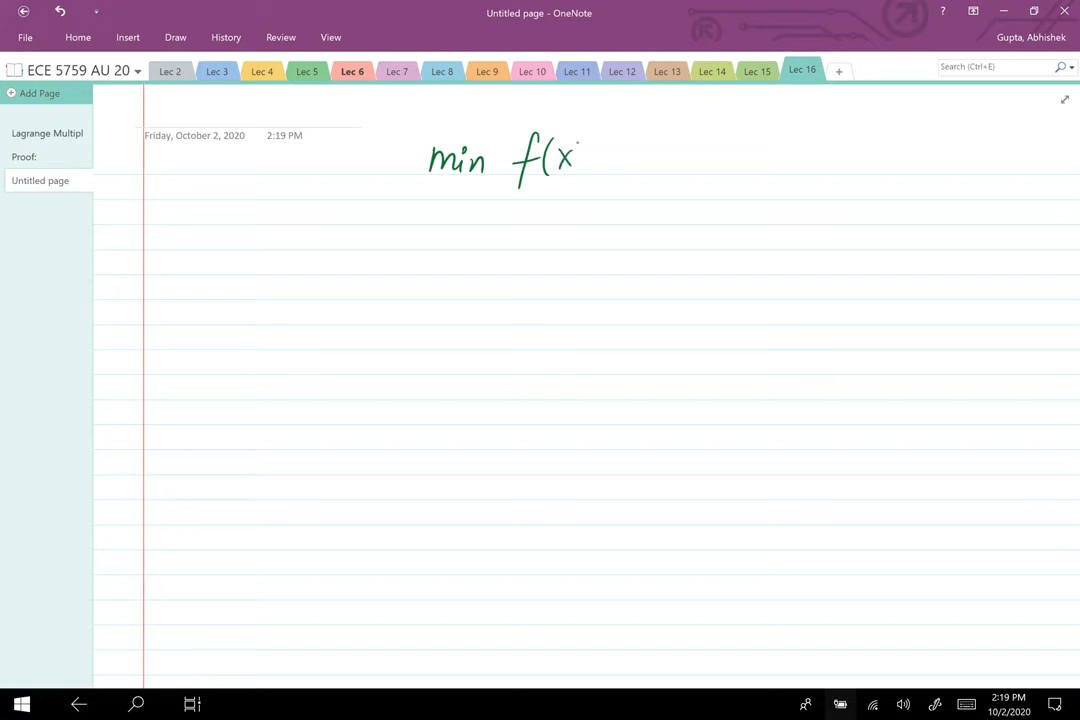 Untitled page - OneNote
File Home Insert Draw History Review View Gupta, Abhishek
ECE 5759 AU 20 Lec 2 Lec 3 Lec 4 Lec 5 Lec 6 Lec 7 Lec 8 Lec 9 Lec 10 Lec 11 Lec 12 Lec 13 Lec 14 Lec 15 Lec 16 + Search (Ctrl+E)
Add Page
Lagrange Multipl
Proof:
Untitled page
Friday, October 2, 2020 2:19 PM
min f(x
2:19 PM
10/2/2020